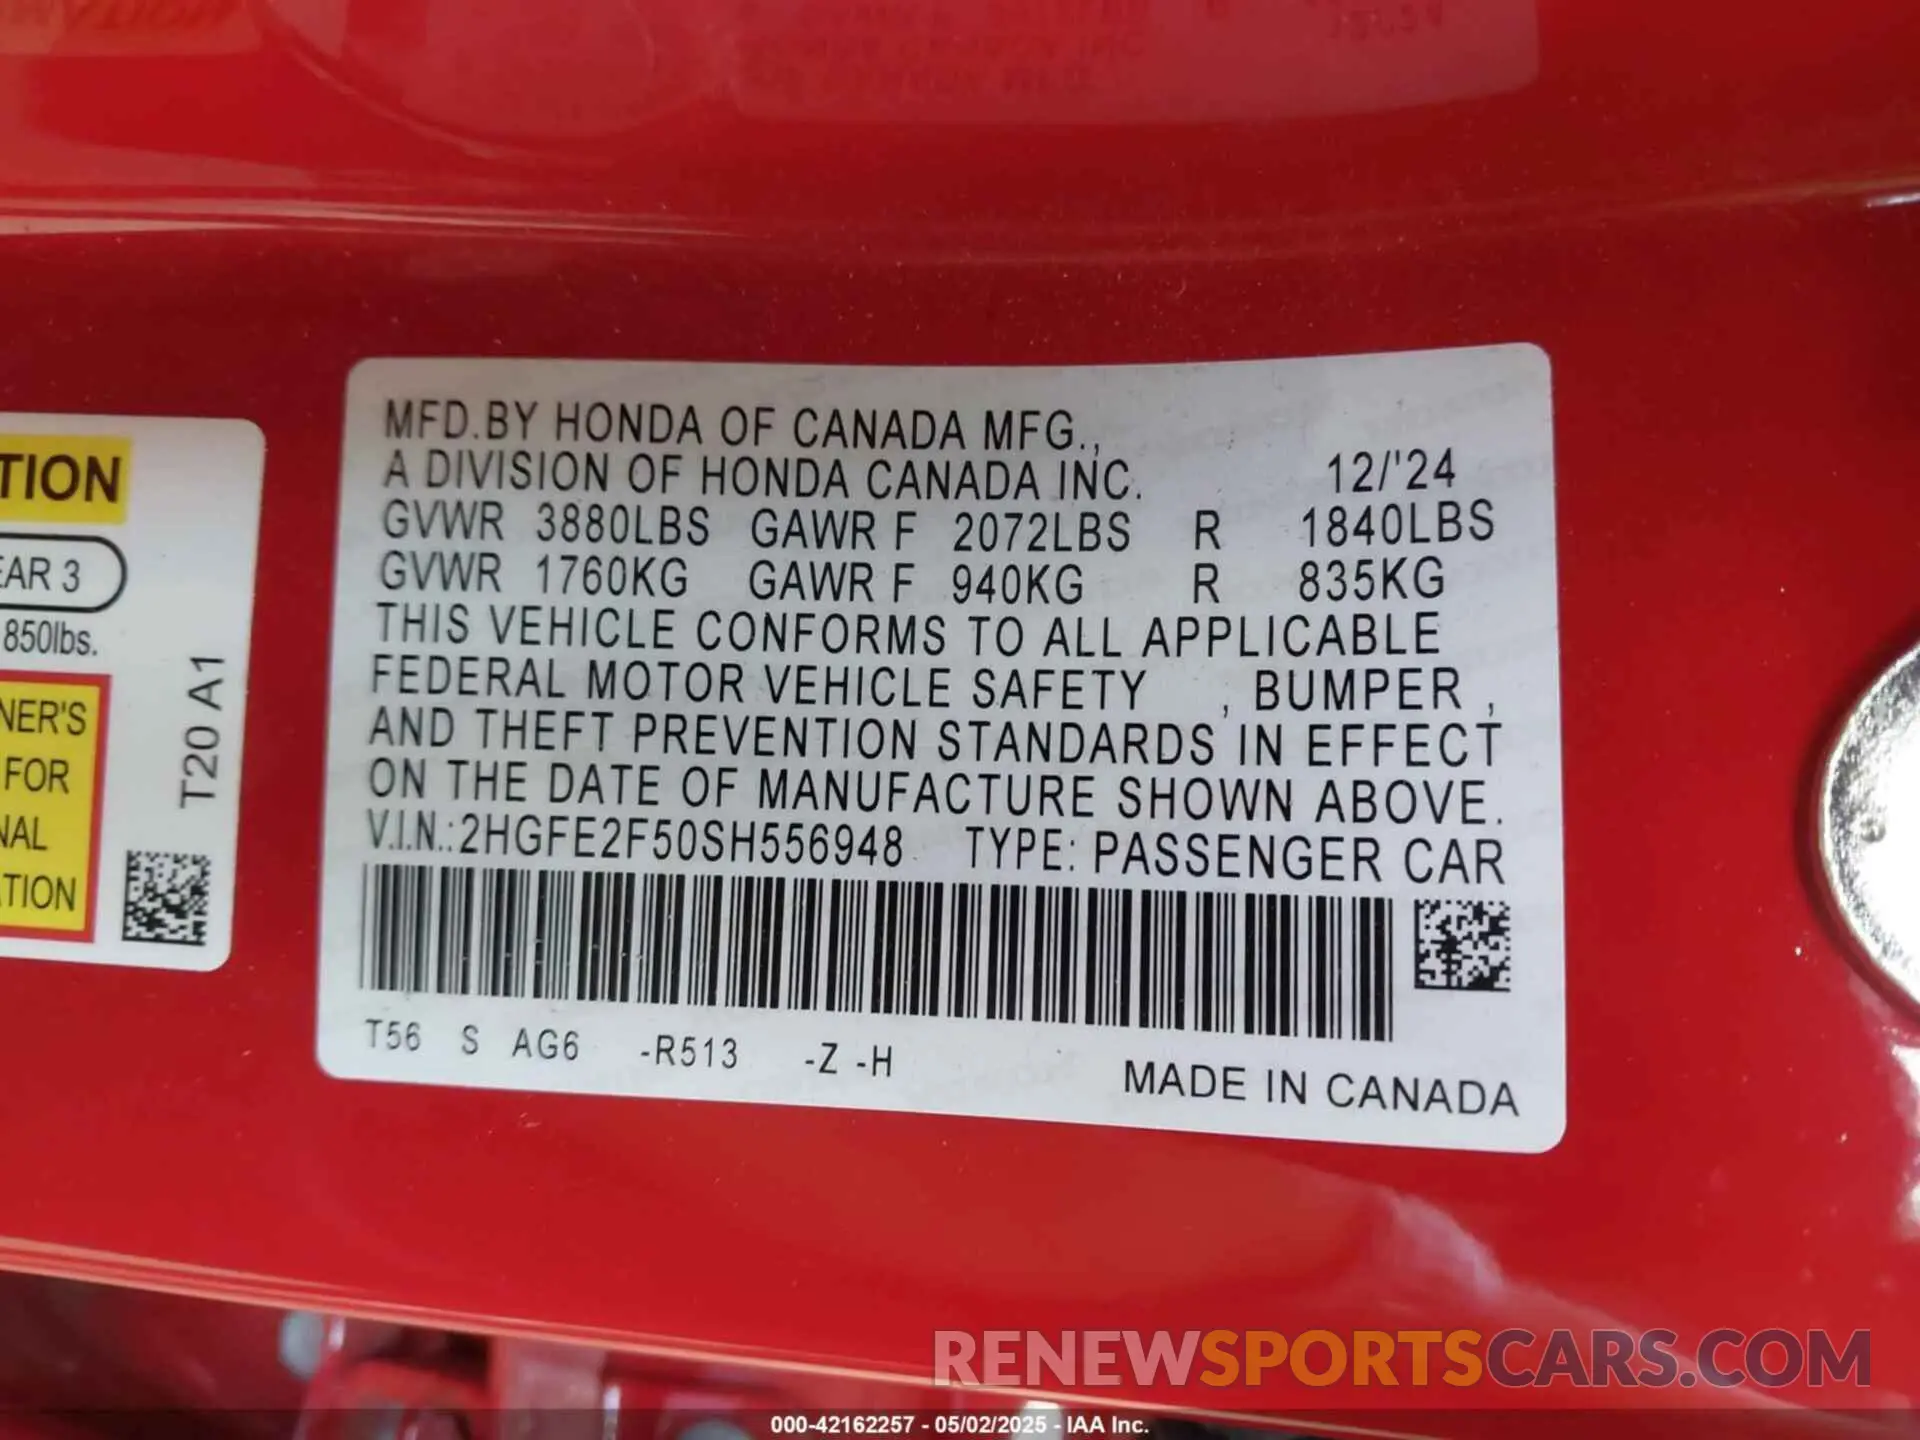 TION
EAR 3
850lbs.
NER'S
FOR
NAL
TION
T20 A1
MFD.BY HONDA OF CANADA MFG.,
A DIVISION OF HONDA CANADA INC. 12/'24
GVWR 3880LBS GAWR F 2072LBS R 1840LBS
GVWR 1760KG GAWR F 940KG R 835KG
THIS VEHICLE CONFORMS TO ALL APPLICABLE
FEDERAL MOTOR VEHICLE SAFETY , BUMPER ,
AND THEFT PREVENTION STANDARDS IN EFFECT
ON THE DATE OF MANUFACTURE SHOWN ABOVE.
V.I.N.:2HGFE2F50SH556948 TYPE: PASSENGER CAR
T56 S AG6 -R513 -Z -H
MADE IN CANADA
RENEWSPORTSCARS.COM
000-42162257 - 05/02/2025 - IAA Inc.